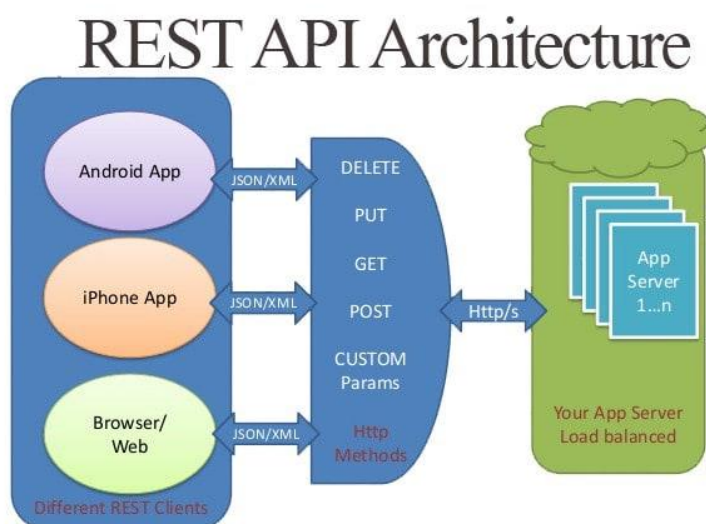 REST API Architecture
Android App
iPhone App
Browser/
Web
Different REST Clients
JSON/XML
JSON/XML
JSON/XML
DELETE
PUT
GET
POST
CUSTOM
Params
Http
Methods
Http/s
App
Server
1...n
Your App Server
Load balanced